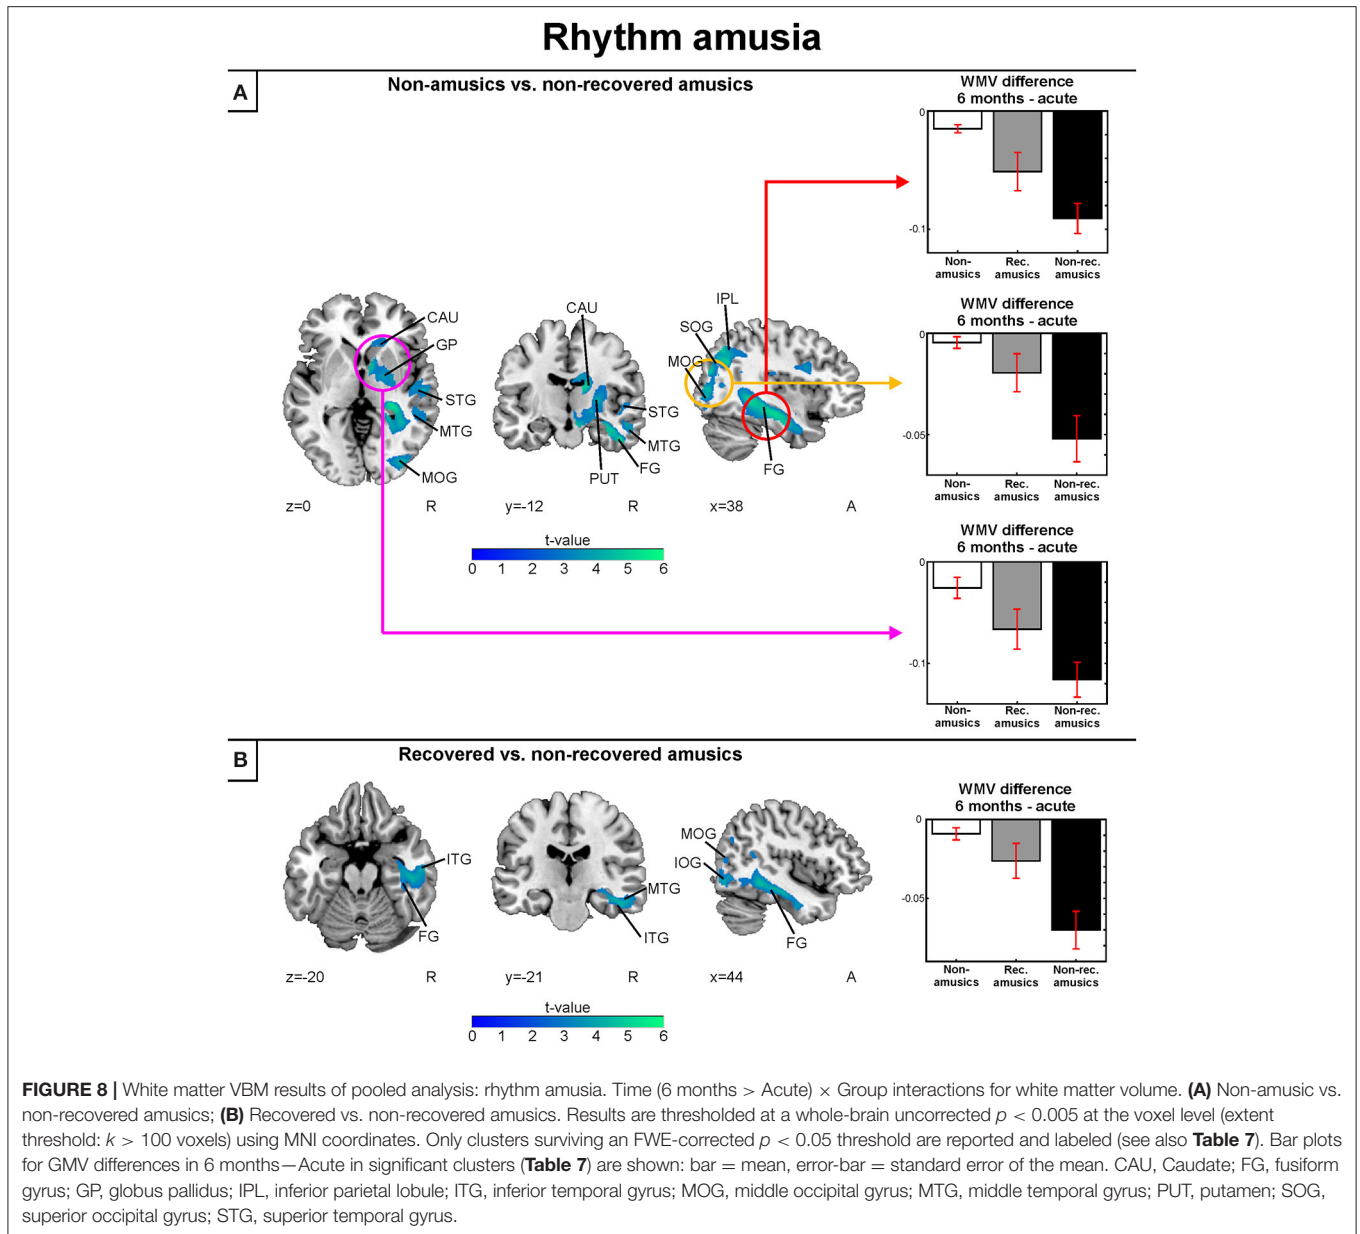 Rhythm amusia
A
Non-amusics vs. non-recovered amusics
WMV difference
6 months - acute
0
-0.1
Non-
amusics
Rec.
amusics
Non-rec.
amusics
WMV difference
6 months - acute
0
-0.05
Non-
amusics
Rec.
amusics
Non-rec.
amusics
CAU
GP
STG
MTG
MOG
z=0
R
CAU
STG
MTG
FG
PUT
y=-12
R
IPL
SOG
MOG
FG
x=38
A
t-value
0 1 2 3 4 5 6
WMV difference
6 months - acute
0
-0.1
Non-
amusics
Rec.
amusics
Non-rec.
amusics
B
Recovered vs. non-recovered amusics
ITG
FG
z=-20
R
MTG
ITG
y=-21
R
MOG
IOG
FG
x=44
A
t-value
0 1 2 3 4 5 6
WMV difference
6 months - acute
0
-0.05
Non-
amusics
Rec.
amusics
Non-rec.
amusics
FIGURE 8 | White matter VBM results of pooled analysis: rhythm amusia. Time (6 months > Acute) × Group interactions for white matter volume. (A) Non-amusic vs.
non-recovered amusics; (B) Recovered vs. non-recovered amusics. Results are thresholded at a whole-brain uncorrected p < 0.005 at the voxel level (extent
threshold: k > 100 voxels) using MNI coordinates. Only clusters surviving an FWE-corrected p < 0.05 threshold are reported and labeled (see also Table 7). Bar plots
for GMV differences in 6 months—Acute in significant clusters (Table 7) are shown: bar = mean, error-bar = standard error of the mean. CAU, Caudate; FG, fusiform
gyrus; GP, globus pallidus; IPL, inferior parietal lobule; ITG, inferior temporal gyrus; MOG, middle occipital gyrus; MTG, middle temporal gyrus; PUT, putamen; SOG,
superior occipital gyrus; STG, superior temporal gyrus.